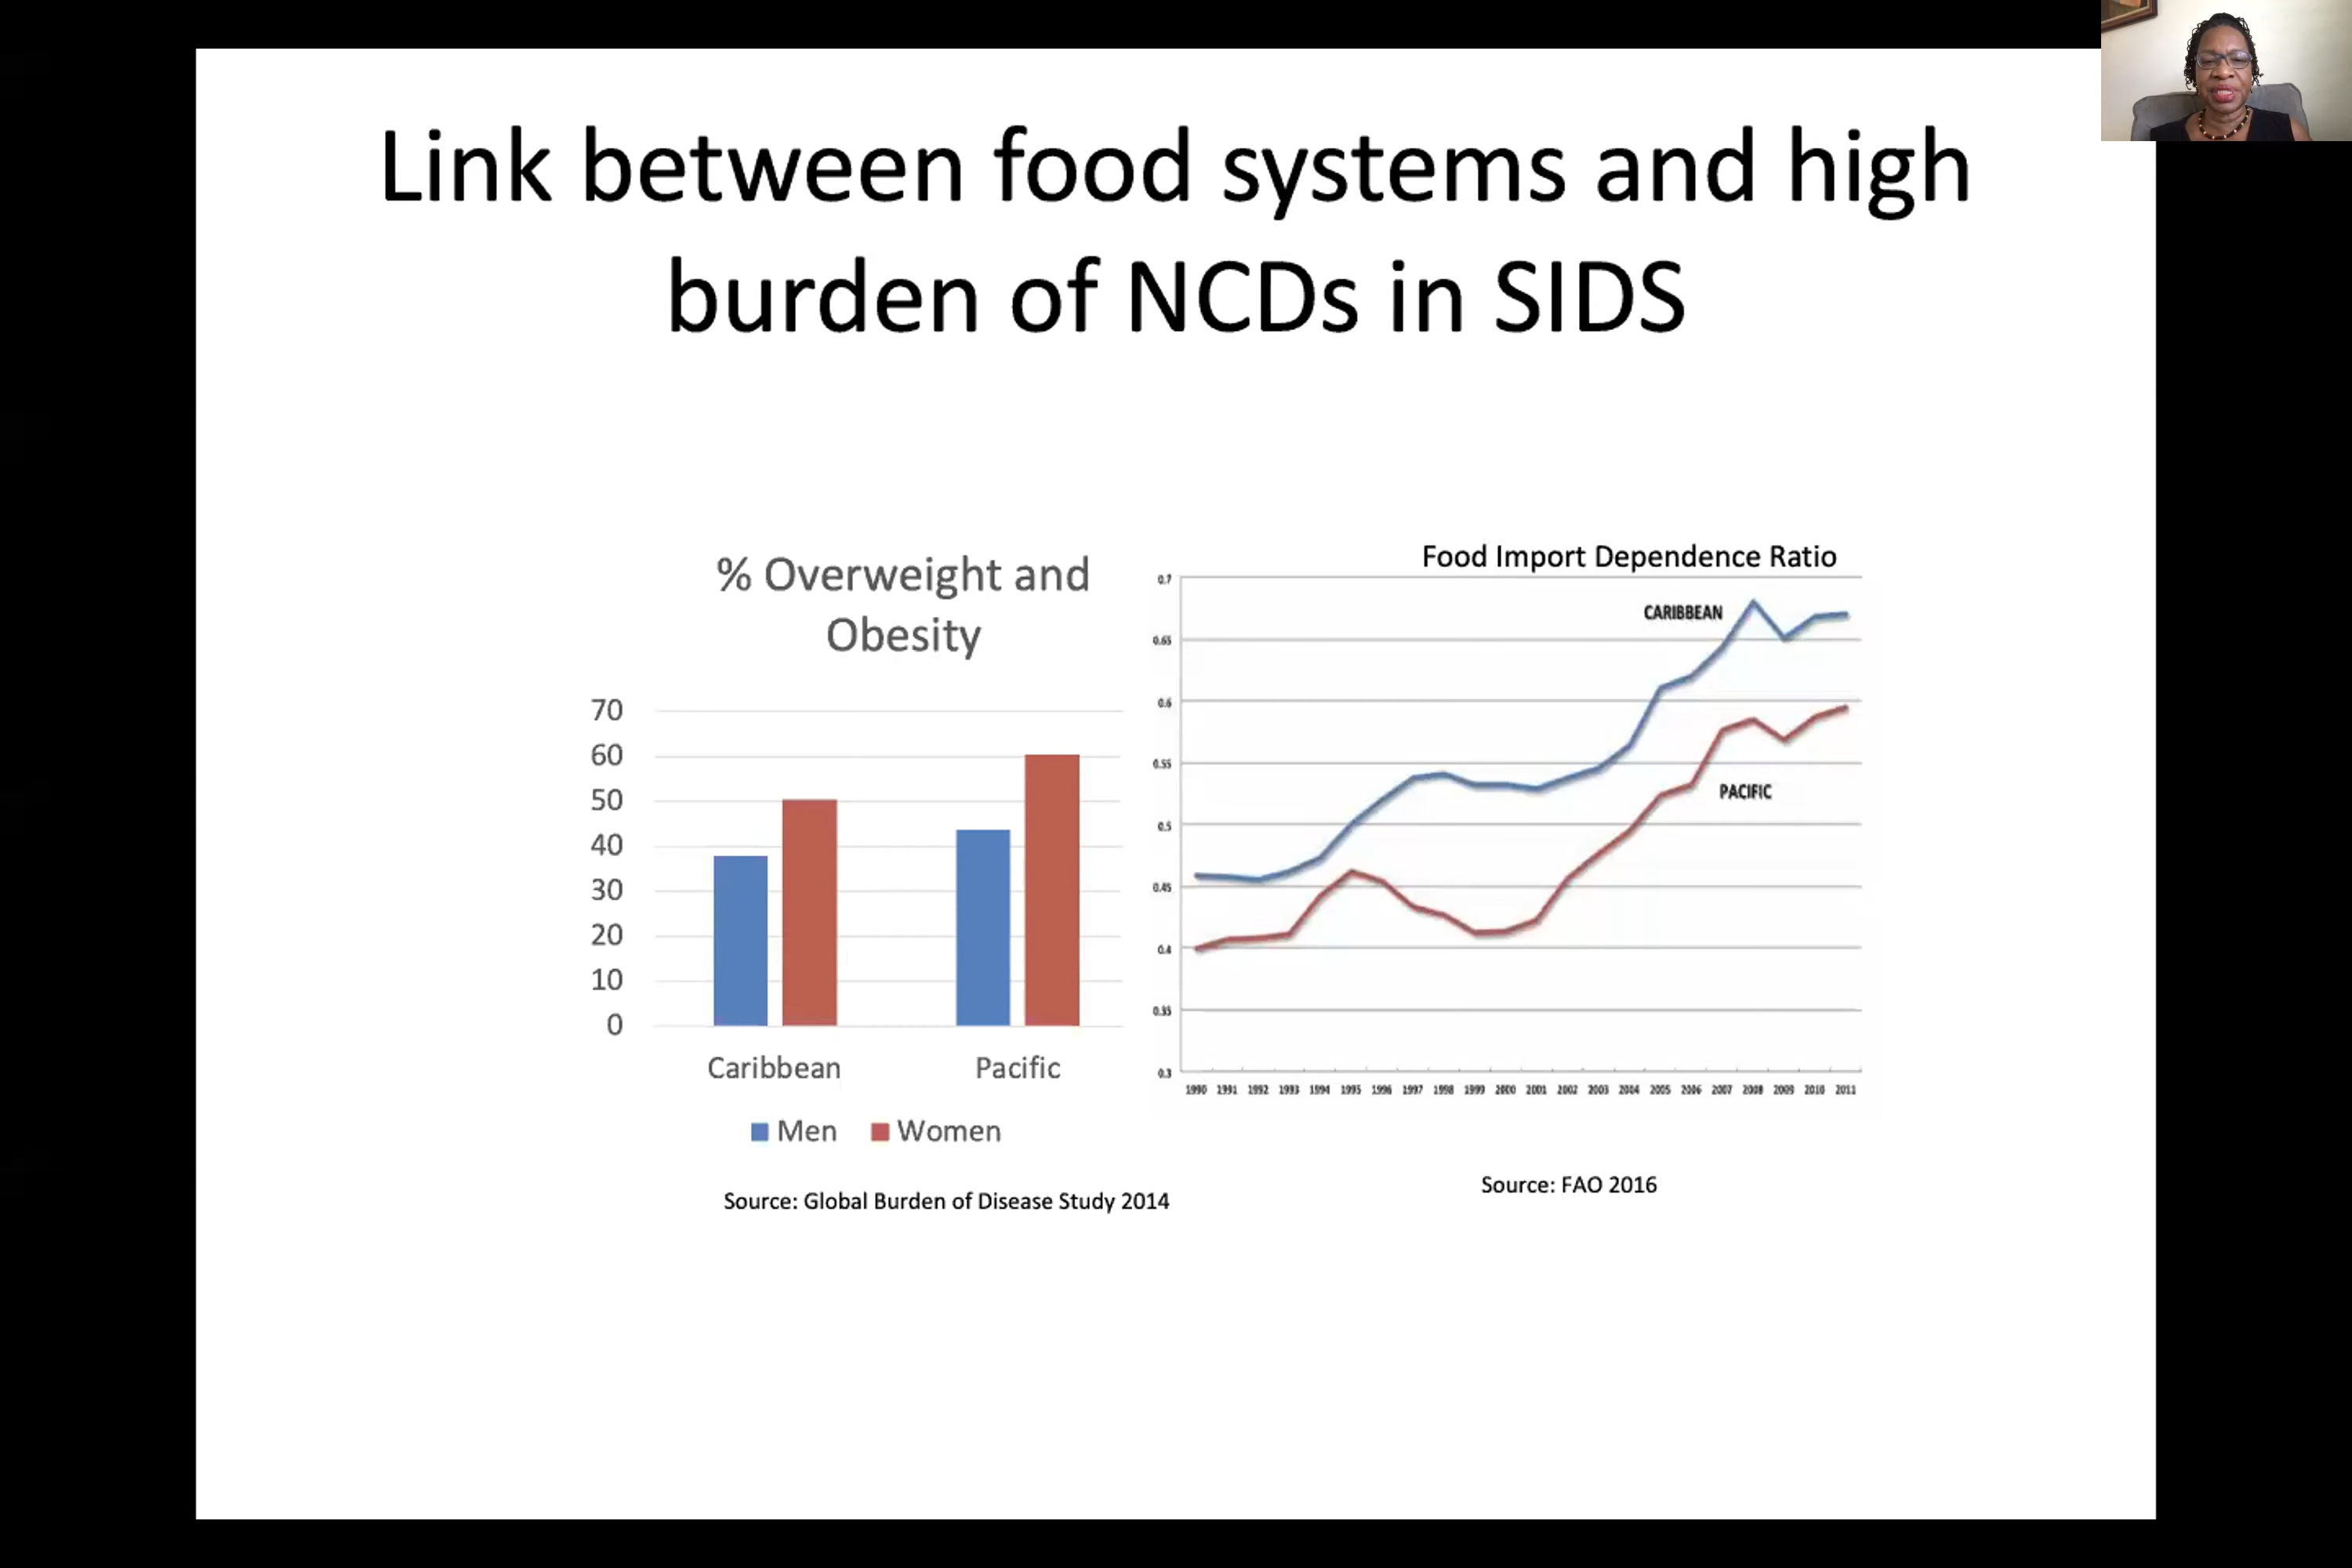 Link between food systems and high
burden of NCDs in SIDS
% Overweight and
Obesity
70
60
50
40
30
20
10
0
Caribbean
Pacific
Men
Women
Source: Global Burden of Disease Study 2014
Food Import Dependence Ratio
0.7
0.65
0.6
0.55
0.5
0.45
0.4
0.35
0.3
CARIBBEAN
PACIFIC
1990 1991 1992 1993 1994 1995 1996 1997 1998 1999 2000 2001 2002 2003 2004 2005 2006 2007 2008 2009 2010 2011
Source: FAO 2016